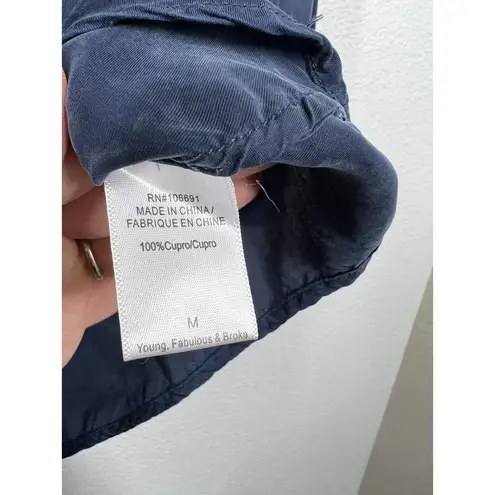 RN#106691
MADE IN CHINA/
FABRIQUE EN CHINE
100%Cupro/Cupro
M
Young, Fabulous & Broke